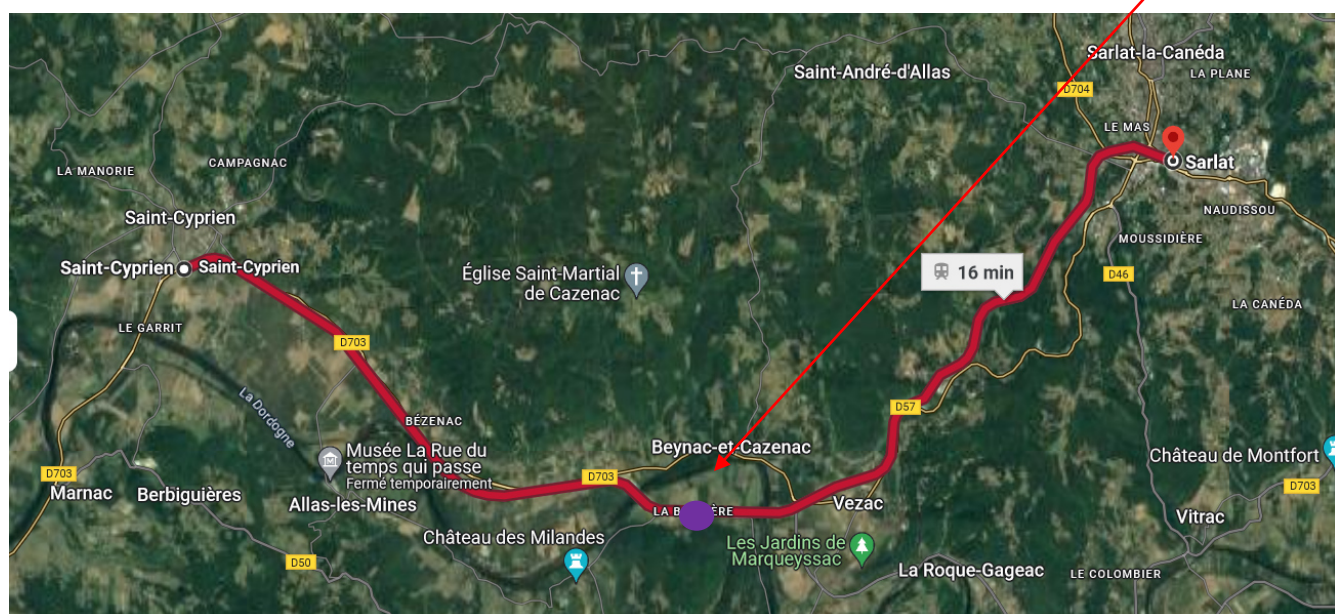 Sarlat-la-Canéda
Saint-André-d'Allas
LA PLANE
D704
LE MAS
CAMPAGNAC
LA MANORIE
Sarlat
NAUDISSOU
Saint-Cyprien
MOUSSIDIÈRE
Saint-Cyprien
Saint-Cyprien
16 min
D46
Église Saint-Martial
de Cazenac
LA CANÉDA
LE GARRIT
D703
La Dordogne
D57
BÉZENAC
Beynac-et-Cazenac
Musée La Rue du
temps qui passe
Fermé temporairement
Château de Montfort
D703
D703
D703
Marnac
Berbiguières
Allas-les-Mines
Vezac
Vitrac
Château des Milandes
Les Jardins de
Marqueyssac
D50
La Roque-Gageac
LE COLOMBIER